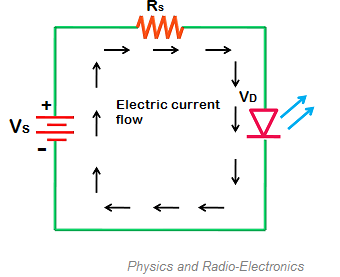 Rs
Electric current
flow
VD
+
Vs
-
Physics and Radio-Electronics